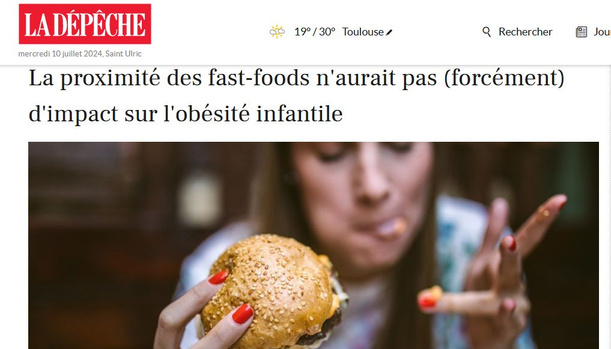 LA DÉPÊCHE
19° / 30° Toulouse
Rechercher
Jou
mercredi 10 juillet 2024, Saint Ulric
La proximité des fast-foods n'aurait pas (forcément)
d'impact sur l'obésité infantile